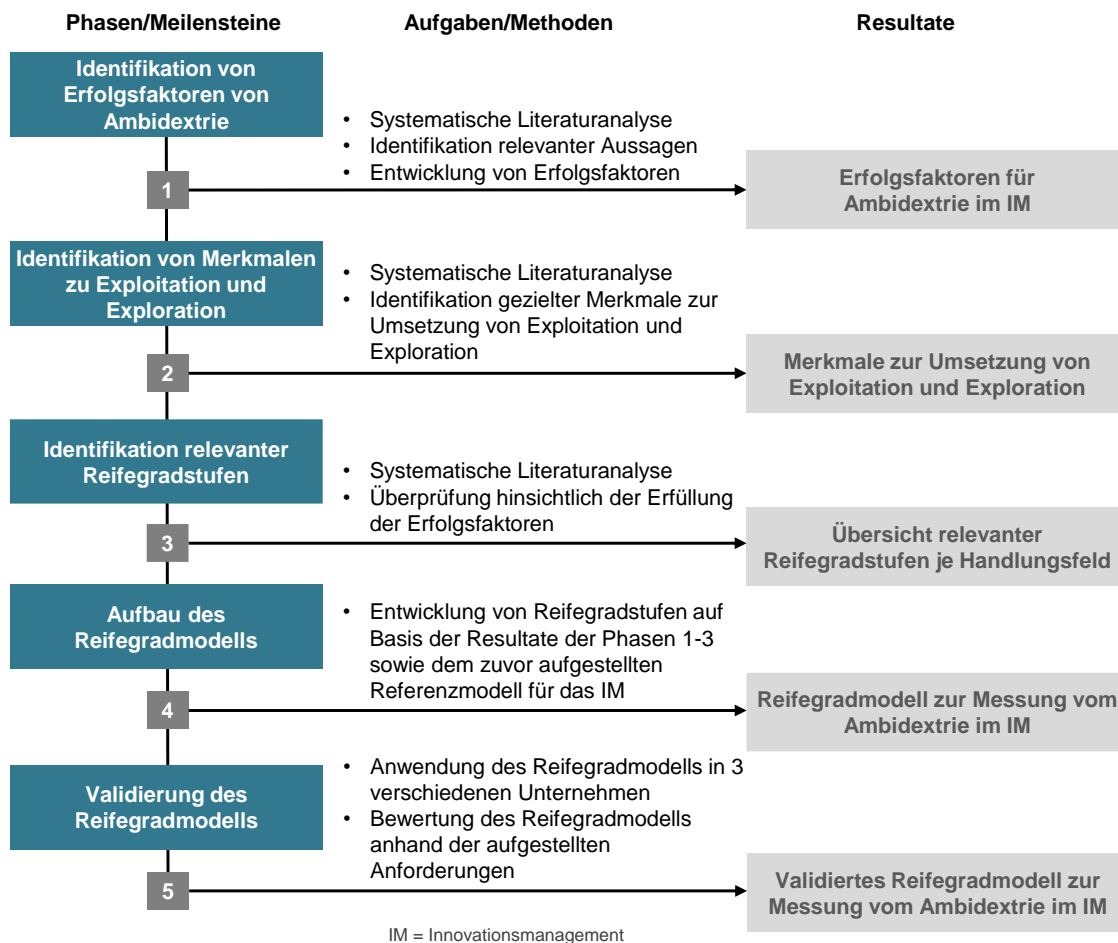 Phasen/Meilensteine
Aufgaben/Methoden
Resultate
Identifikation von
Erfolgsfaktoren von
Ambidextrie
• Systematische Literaturanalyse
• Identifikation relevanter Aussagen
• Entwicklung von Erfolgsfaktoren
1
Erfolgsfaktoren für
Ambidextrie im IM
Identifikation von Merkmalen
zu Exploitation und
Exploration
• Systematische Literaturanalyse
• Identifikation gezielter Merkmale zur
Umsetzung von Exploitation und
Exploration
2
Merkmale zur Umsetzung von
Exploitation und Exploration
Identifikation relevanter
Reifegradstufen
• Systematische Literaturanalyse
• Überprüfung hinsichtlich der Erfüllung
der Erfolgsfaktoren
3
Übersicht relevanter
Reifegradstufen je Handlungsfeld
Aufbau des
Reifegradmodells
• Entwicklung von Reifegradstufen auf
Basis der Resultate der Phasen 1-3
sowie dem zuvor aufgestellten
Referenzmodell für das IM
4
Reifegradmodell zur Messung vom
Ambidextrie im IM
Validierung des
Reifegradmodells
• Anwendung des Reifegradmodells in 3
verschiedenen Unternehmen
• Bewertung des Reifegradmodells
anhand der aufgestellten
Anforderungen
5
Validiertes Reifegradmodell zur
Messung vom Ambidextrie im IM
IM = Innovationsmanagement